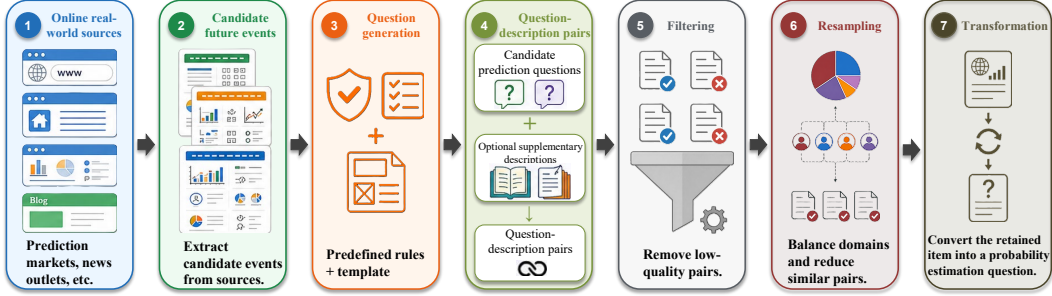 1
Online real-
world sources
www
Blog
Prediction
markets, news
outlets, etc.
2
Candidate
future events
Extract
candidate events
from sources.
3
Question
generation
+
Predefined rules
+ template
4
Question-
description pairs
Candidate
prediction questions
? ?
+
Optional supplementary
descriptions
Question-
description pairs
5
Filtering
Remove low-
quality pairs.
6
Resampling
Balance domains
and reduce
similar pairs.
7
Transformation
?
Convert the retained
item into a probability
estimation question.